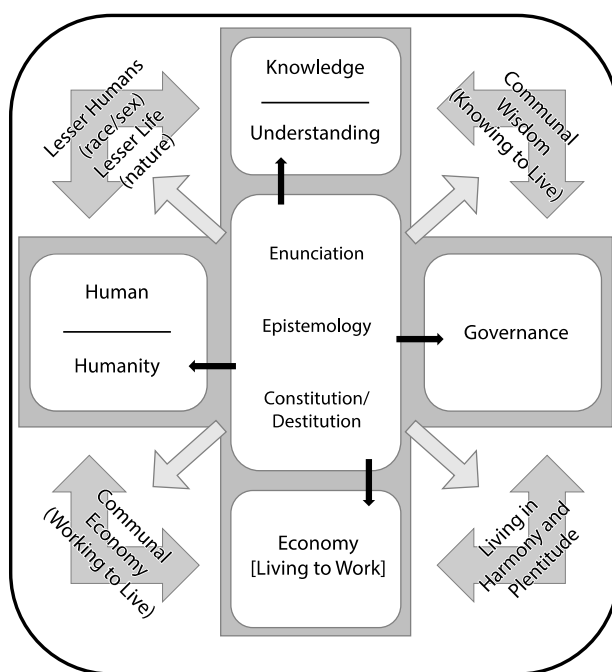 Knowledge
Understanding
Lesser Humans
(race/sex)
Lesser Life
(nature)
Communal
Wisdom
(Knowing to Live)
Enunciation
Epistemology
Constitution/
Destitution
Human
Humanity
Governance
Communal
Economy
(Working to Live)
Economy
[Living to Work]
Living in
Harmony and
Plentitude